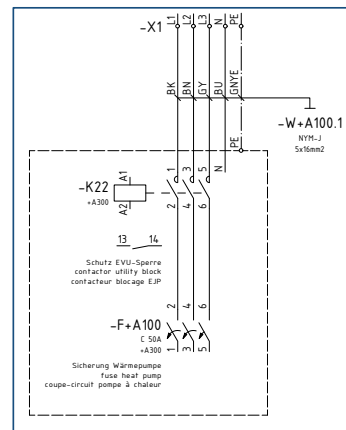 -X1
L1
L2
L3
N
PE
BK
BN
GY
BU
GNYE
-W+A100.1
NYM-J
5x16mm2
PE
N
-K22
+A300
A1
A2
1
3
5
2
4
6
13 14
Schutz EVU-Sperre
contactor utility block
contacteur blocage EJP
2
4
6
-F+A100
C 50A
+A300
1
3
5
Sicherung Wärmepumpe
fuse heat pump
coupe-circuit pompe à chaleur